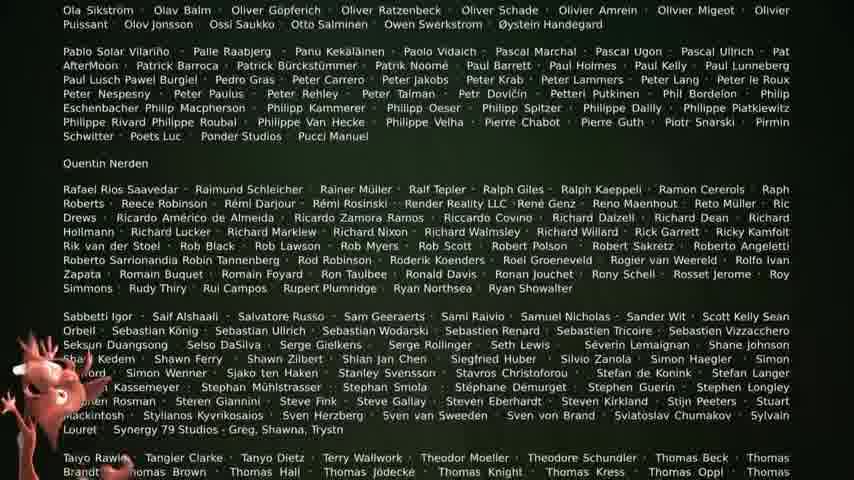 Ola Sikström · Olav Balm · Oliver Göpferich · Oliver Ratzenbeck · Oliver Schade · Olivier Amrein · Olivier Migeot · Olivier
Puissant · Olov Jonsson · Ossi Saukko · Otto Salminen · Owen Swerkstrom · Øystein Handegard
Pablo Solar Vilariño · Palle Raabjerg · Panu Kekäläinen · Paolo Vidaich · Pascal Marchal · Pascal Ugon · Pascal Ullrich · Pat
AfterMoon · Patrick Barroca · Patrick Bürckstümmer · Patrik Noomé · Paul Barrett · Paul Holmes · Paul Kelly · Paul Lunneberg
Paul Lusch Pawel Burgiel · Pedro Gras · Peter Carrero · Peter Jakobs · Peter Krab · Peter Lammers · Peter Lang · Peter le Roux
Peter Nespesny · Peter Paulus · Peter Rehley · Peter Talman · Petr Dovičín · Petteri Putkinen · Phil Bordelon · Philip
Eschenbacher Philip Macpherson · Philipp Kammerer · Philipp Oeser · Philipp Spitzer · Philippe Dailly · Philippe Piatkiewitz
Philippe Rivard Philippe Roubal · Philippe Van Hecke · Philippe Velha · Pierre Chabot · Pierre Guth · Piotr Snarski · Pirmin
Schwitter · Poets Luc · Ponder Studios · Pucci Manuel
Quentin Nerden
Rafael Rios Saavedar · Raimund Schleicher · Rainer Müller · Ralf Tepler · Ralph Giles · Ralph Kaeppeli · Ramon Cererols · Raph
Roberts · Reece Robinson · Rémi Darjour · Rémi Rosinski · Render Reality LLC · René Genz · Reno Maenhout · Reto Müller · Ric
Drews · Ricardo Américo de Almeida · Ricardo Zamora Ramos · Riccardo Covino · Richard Dalzell · Richard Dean · Richard
Hollmann · Richard Lucker · Richard Marklew · Richard Nixon · Richard Walmsley · Richard Willard · Rick Garrett · Ricky Kamfolt
Rik van der Stoel · Rob Black · Rob Lawson · Rob Myers · Rob Scott · Robert Polson · Robert Sakretz · Roberto Angeletti
Roberto Sarrionandia Robin Tannenberg · Rod Robinson · Roderik Koenders · Roel Groeneveld · Rogier van Weereld · Rolfo Ivan
Zapata · Romain Buquet · Romain Foyard · Ron Taulbee · Ronald Davis · Ronan Jouchet · Rony Schell · Rosset Jerome · Roy
Simmons · Rudy Thiry · Rui Campos · Rupert Plumridge · Ryan Northsea · Ryan Showalter
Sabbetti Igor · Saif Alshaali · Salvatore Russo · Sam Geeraerts · Sami Raivio · Samuel Nicholas · Sander Wit · Scott Kelly Sean
Orbeil · Sebastian König · Sebastian Ullrich · Sebastian Wodarski · Sebastien Renard · Sebastien Tricoire · Sebastien Vizzacchero
Seksun Duangsong · Selso DaSilva · Serge Gielkens · Serge Rollinger · Seth Lewis · Séverin Lemaignan · Shane Johnson
Kedem · Shawn Ferry · Shawn Zilbert · Shian Jan Chen · Siegfried Huber · Silvio Zanola · Simon Haegler · Simon
· Simon Wenner · Sjako ten Haken · Stanley Svensson · Stavros Christoforou · Stefan de Konink · Stefan Langer
Kassemeyer · Stephan Mühlstrasser · Stephan Smola · Stéphane Démurget · Stephen Guerin · Stephen Longley
Rosman · Steren Giannini · Steve Fink · Steve Gallay · Steven Eberhardt · Steven Kirkland · Stijn Peeters · Stuart
Mackintosh · Stylianos Kyvrikosaios · Sven Herzberg · Sven van Sweeden · Sven von Brand · Sviatoslav Chumakov · Sylvain
Louret · Synergy 79 Studios - Greg, Shawna, Trystn
Taiyo Rawle · Tangier Clarke · Tanyo Dietz · Terry Wallwork · Theodor Moeller · Theodore Schundler · Thomas Beck · Thomas
Brandt · Thomas Brown · Thomas Hall · Thomas Jödecke · Thomas Knight · Thomas Kress · Thomas Oppl · Thomas